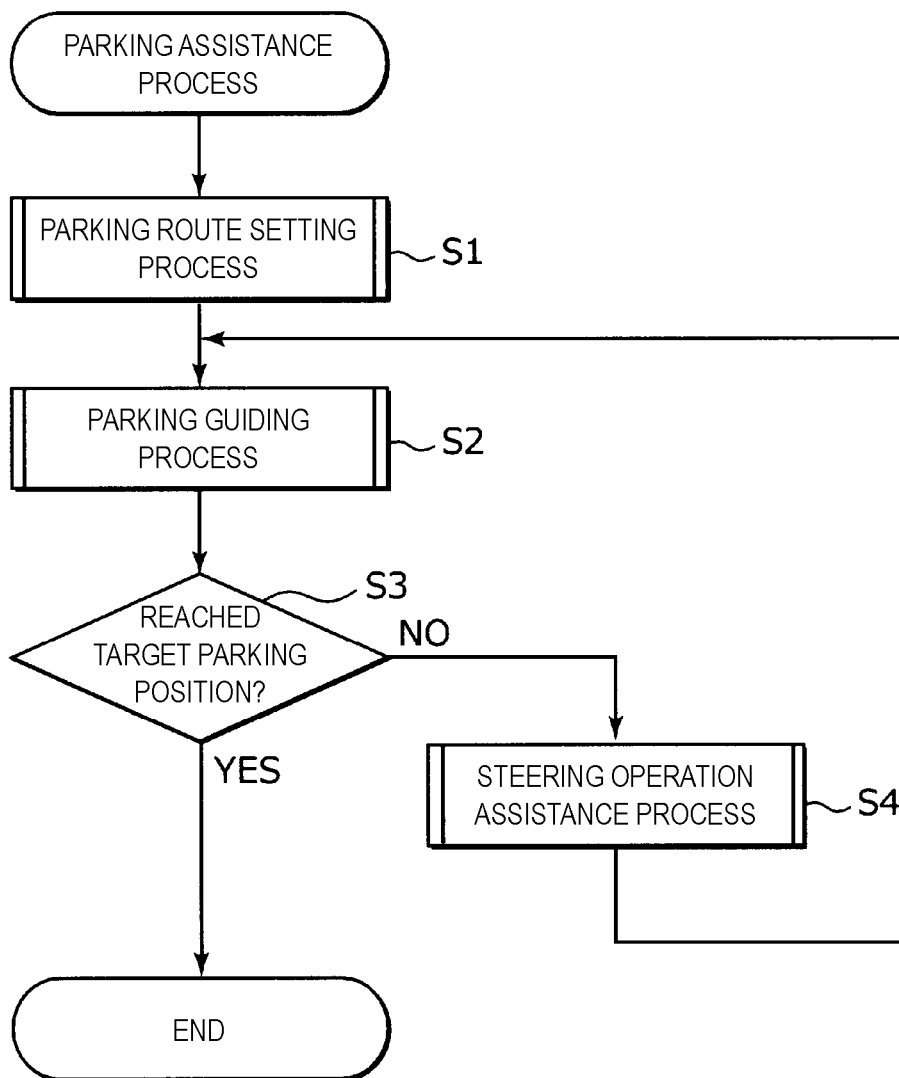 PARKING ASSISTANCE
PROCESS
PARKING ROUTE SETTING
PROCESS
S1
PARKING GUIDING
PROCESS
S2
S3
REACHED
TARGET PARKING
POSITION?
NO
YES
STEERING OPERATION
ASSISTANCE PROCESS
S4
END